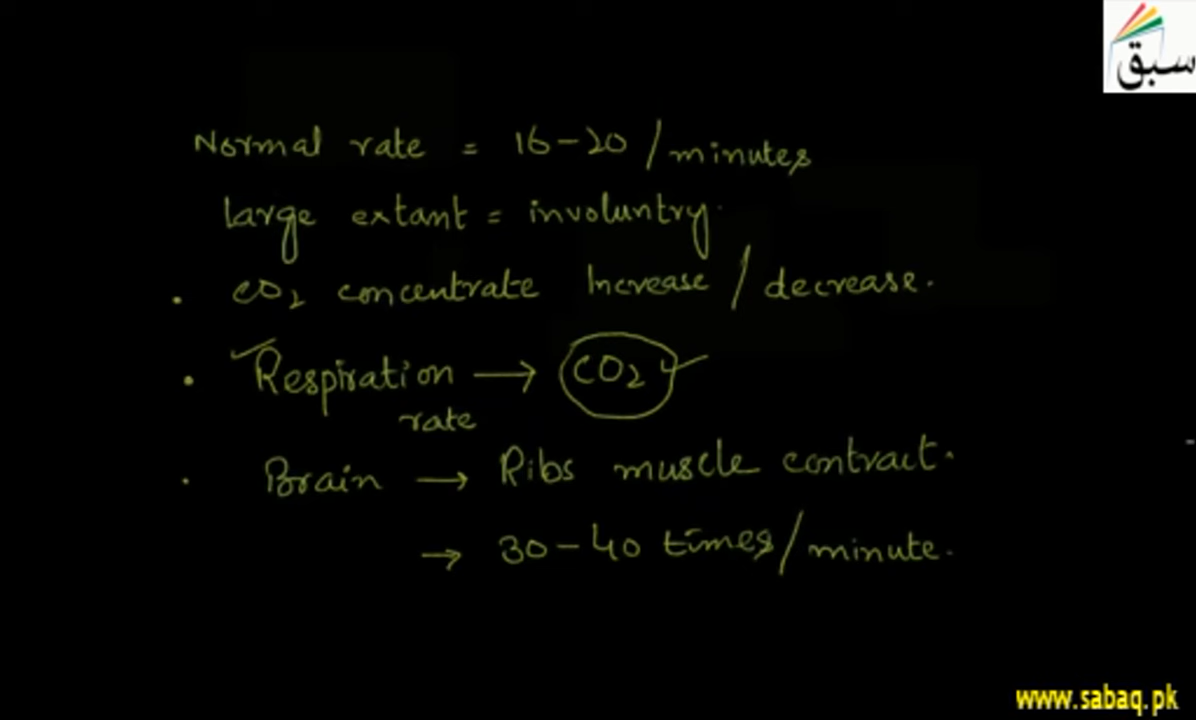 سبق
Normal rate = 16-20/minutes
Large extant = involuntry.
• CO2 concentrate Increase / decrease.
• Respiration → CO2
rate
• Brain → Ribs muscle contract.
→ 30-40 times/minute.
www.sabaq.pk